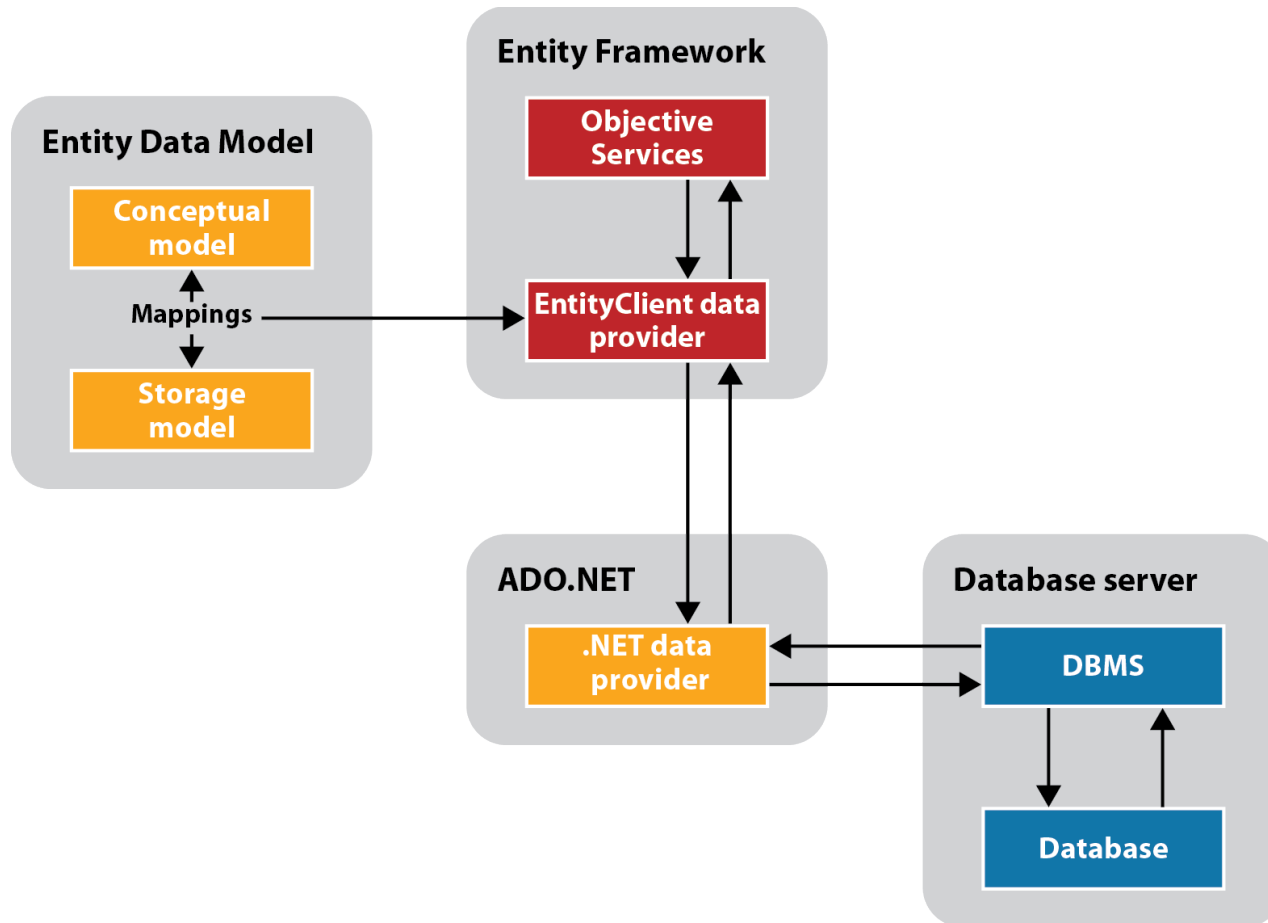 Entity Framework
Objective
Services
Entity Data Model
Conceptual
model
Mappings
EntityClient data
provider
Storage
model
ADO.NET
.NET data
provider
Database server
DBMS
Database